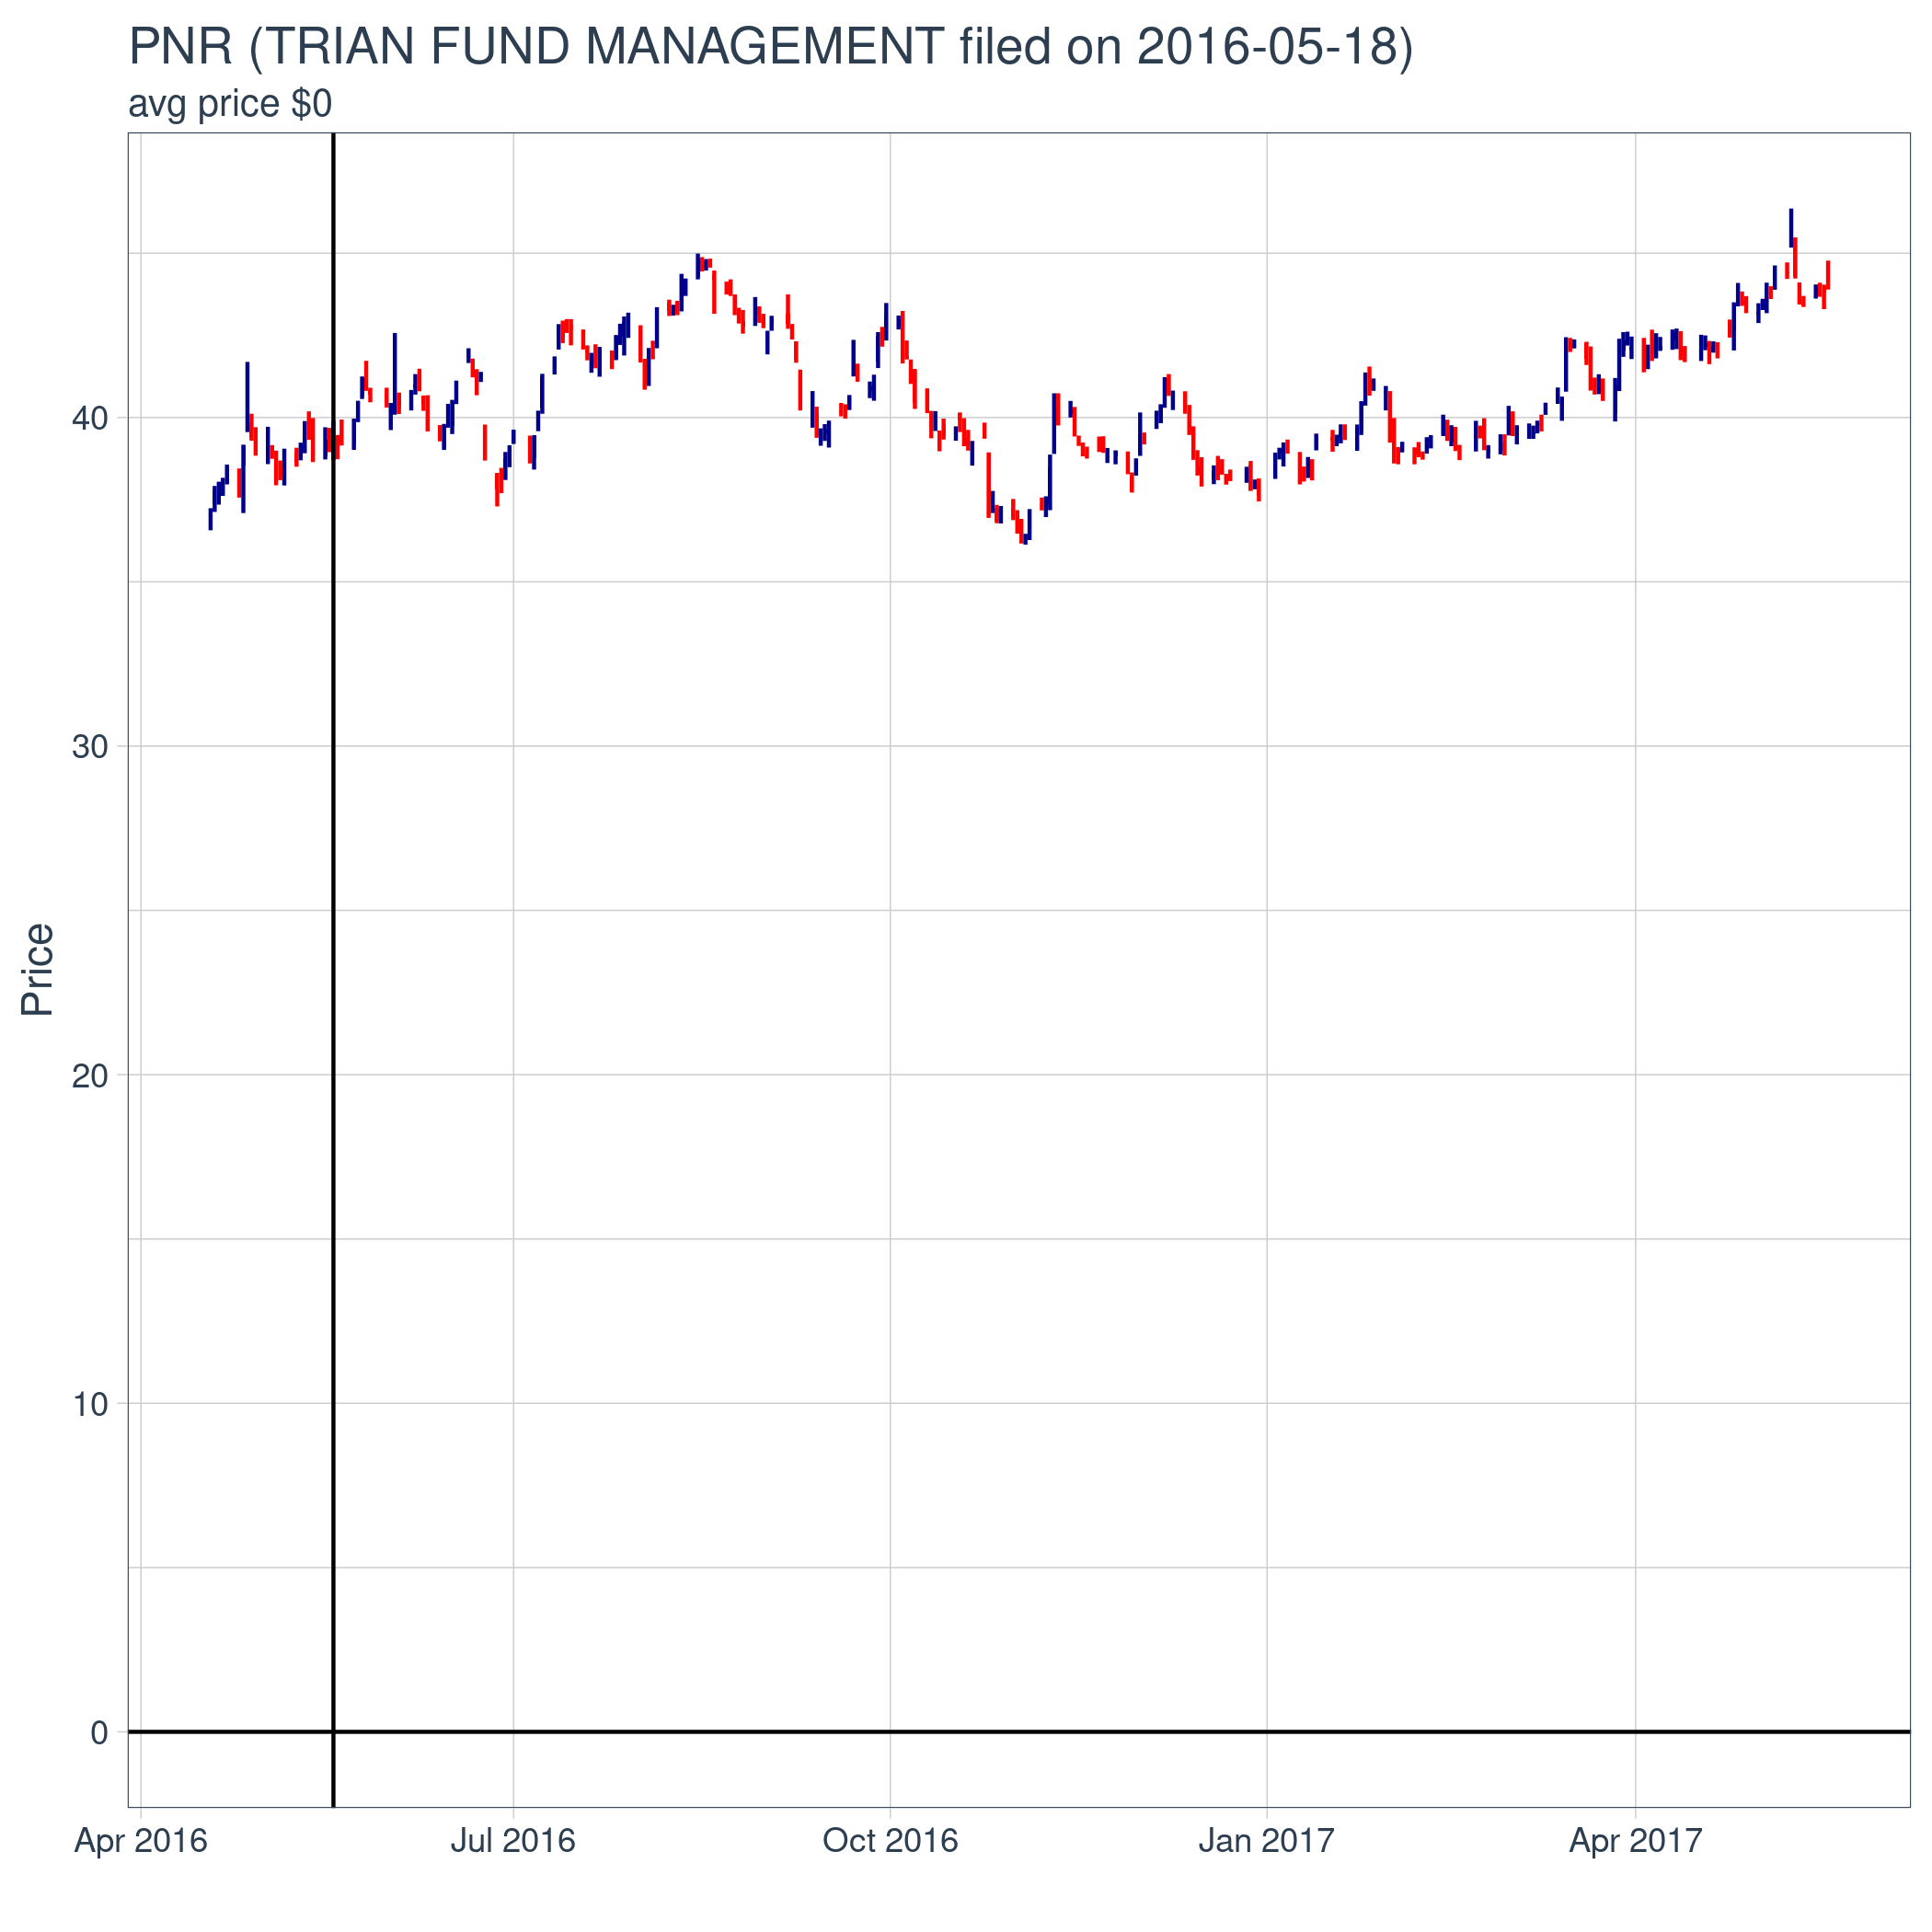 PNR (TRIAN FUND MANAGEMENT filed on 2016-05-18)
avg price $0
Price
40
30
20
10
0
Apr 2016
Jul 2016
Oct 2016
Jan 2017
Apr 2017